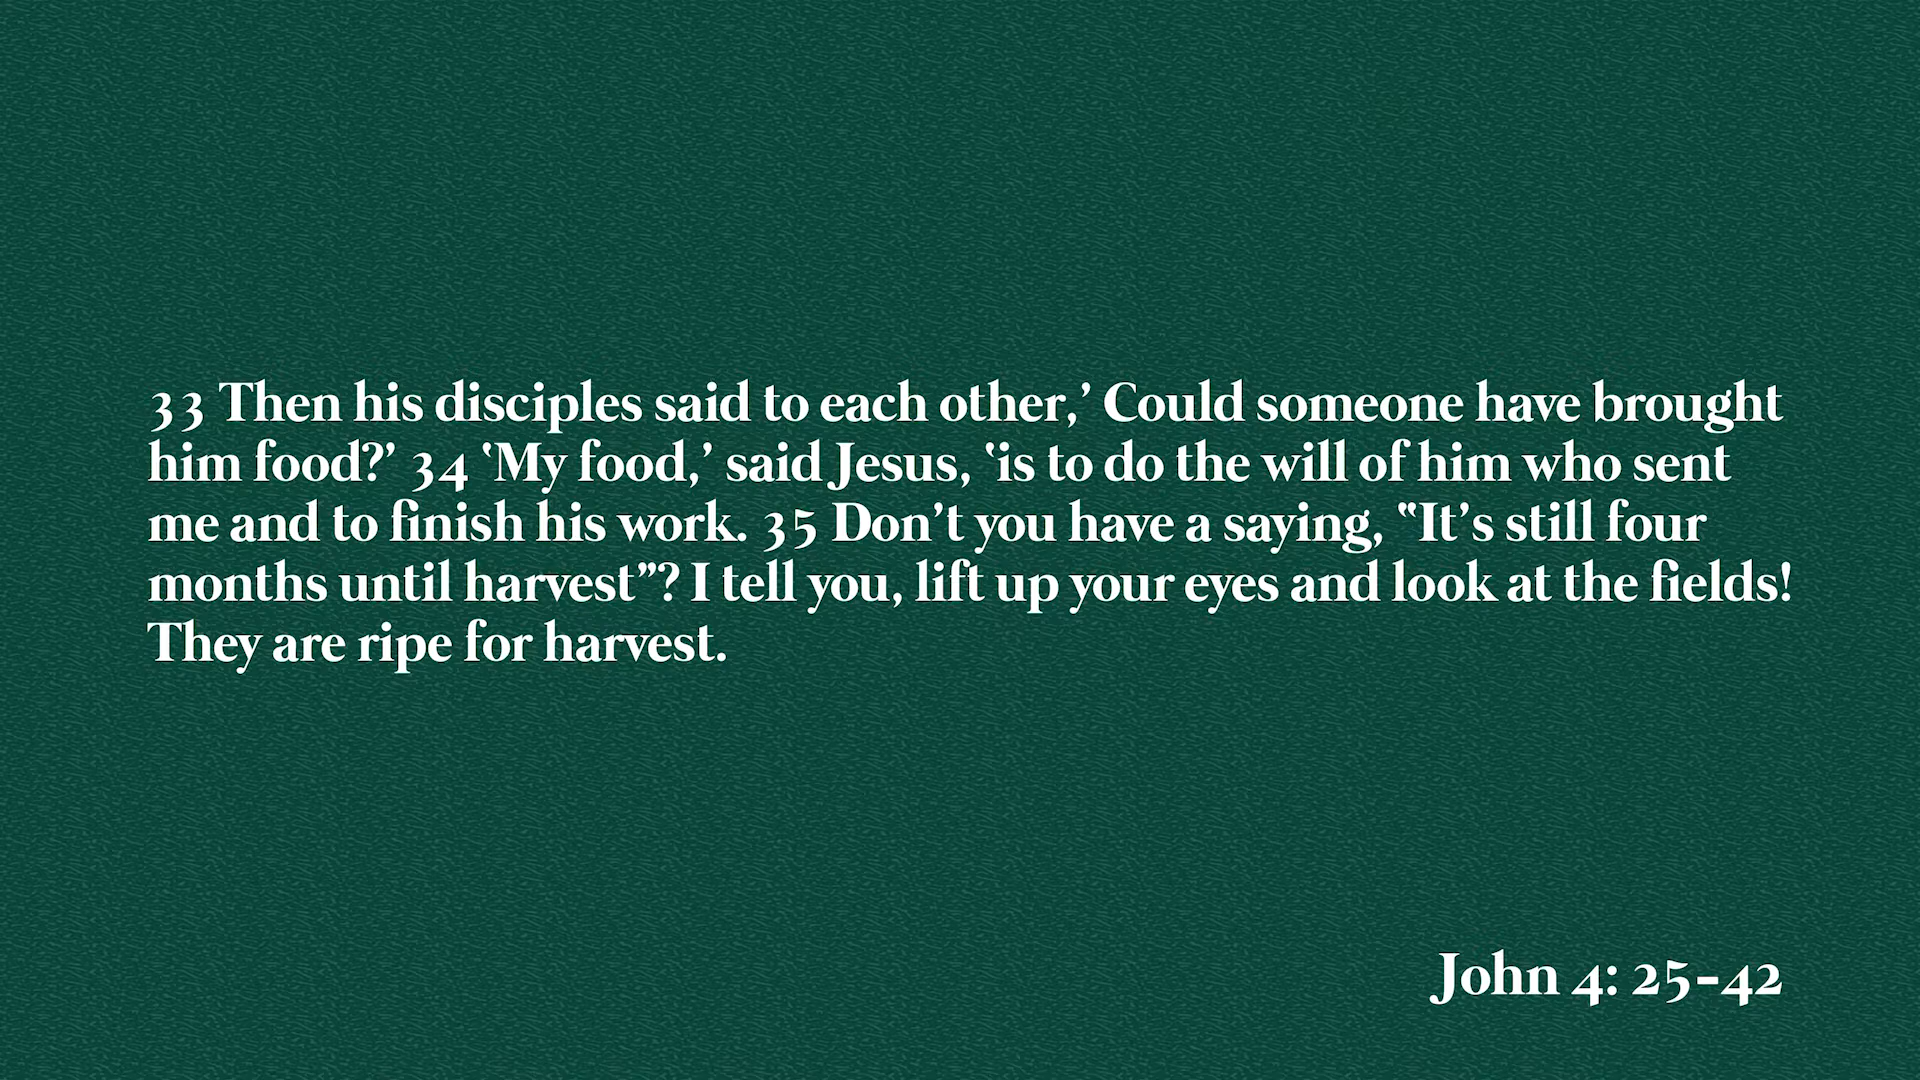 33 Then his disciples said to each other,’ Could someone have brought
him food?’ 34 ‘My food,’ said Jesus, ‘is to do the will of him who sent
me and to finish his work. 35 Don’t you have a saying, “It’s still four
months until harvest”? I tell you, lift up your eyes and look at the fields!
They are ripe for harvest.
John 4: 25-42